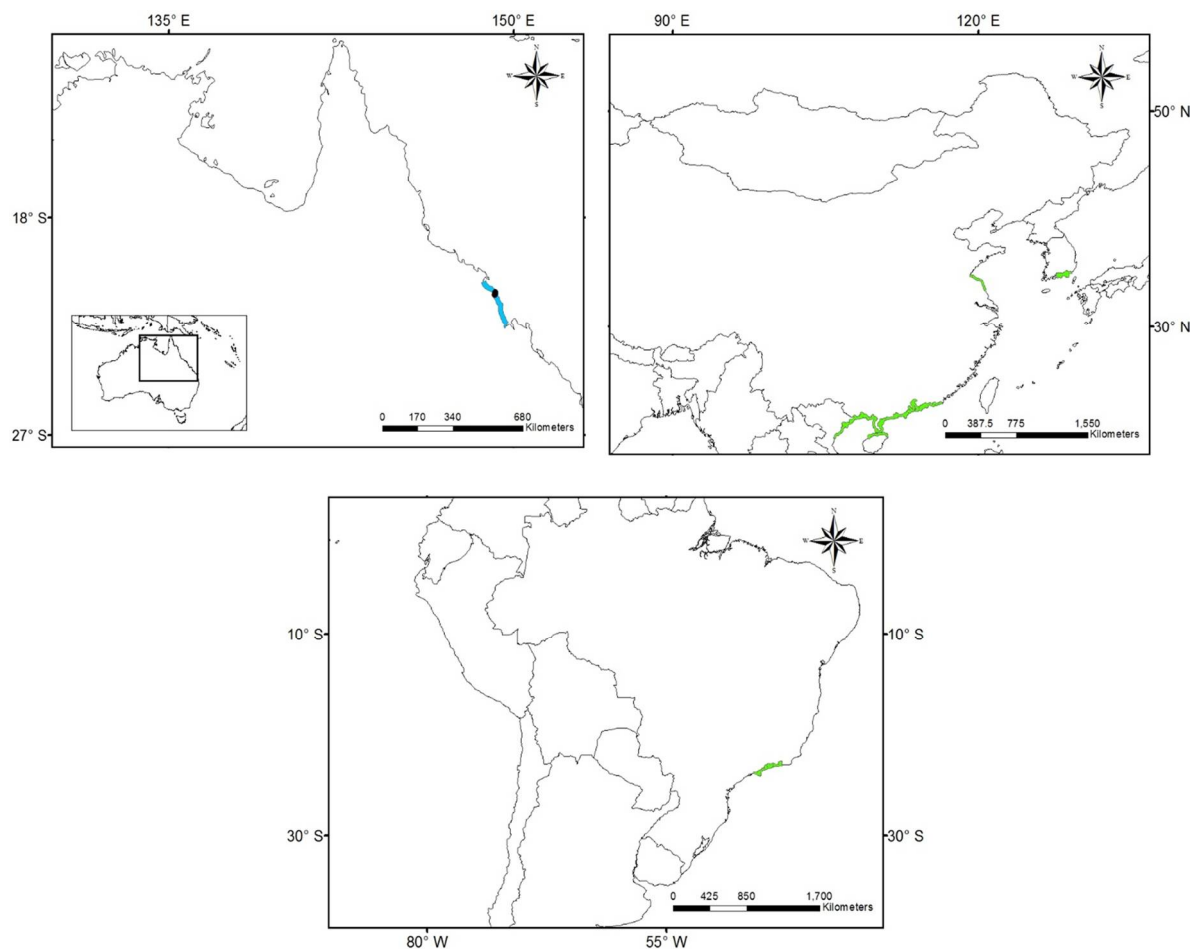 135° E
150° E
90° E
120° E
N
W
E
S
N
W
E
S
50° N
18° S
30° N
0 170 340 680
Kilometers
0 387.5 775 1,550
Kilometers
27° S
N
W
E
S
10° S
10° S
30° S
30° S
0 425 850 1,700
Kilometers
80° W
55° W